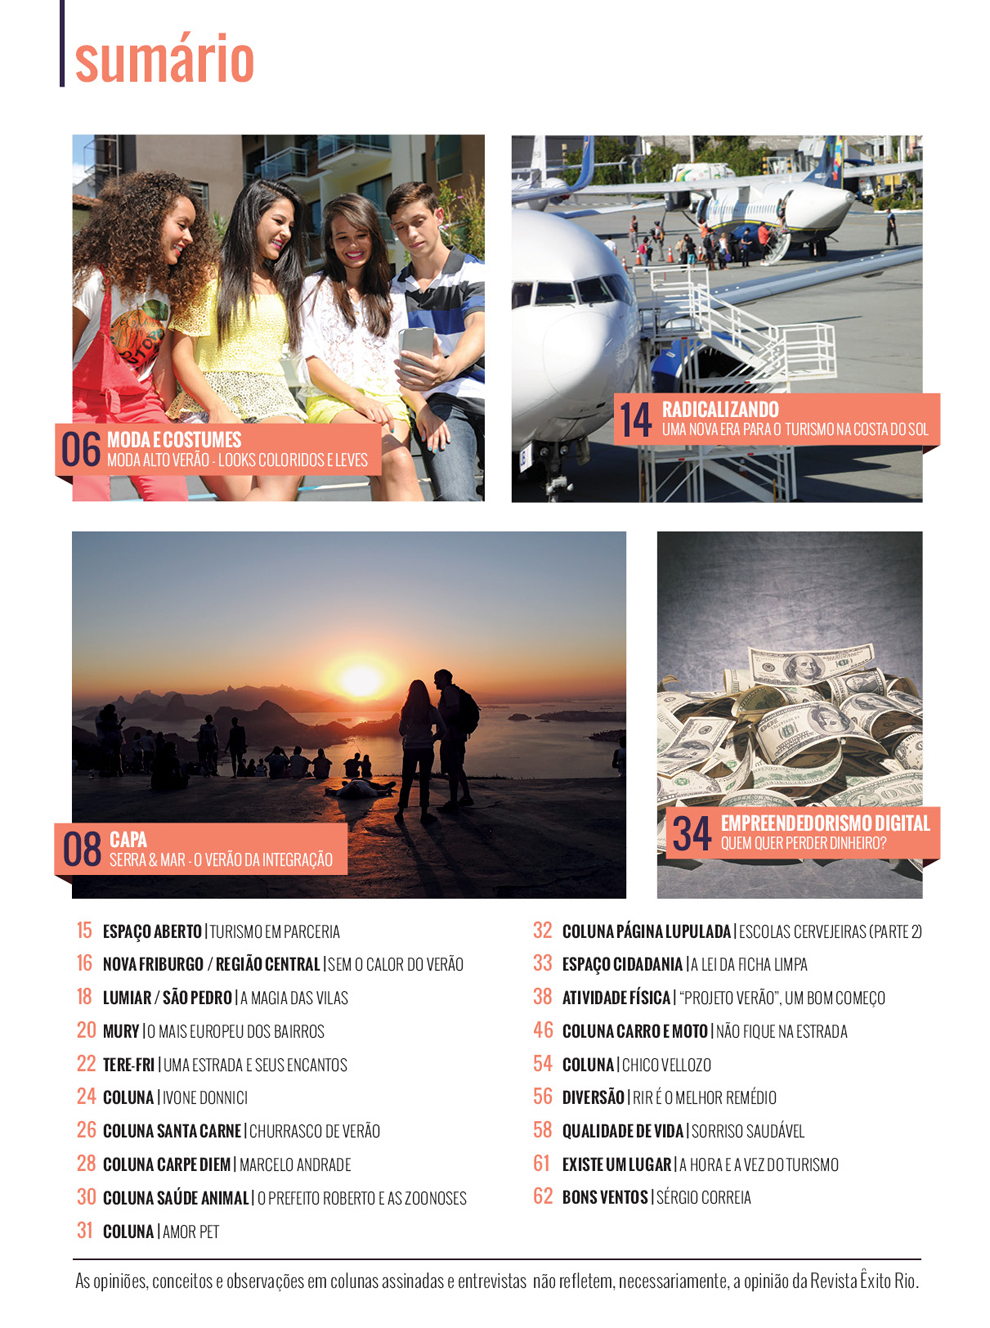 sumário
06 MODA E COSTUMES
MODA ALTO VERÃO - LOOKS COLORIDOS E LEVES
14 RADICALIZANDO
UMA NOVA ERA PARA O TURISMO NA COSTA DO SOL
08 CAPA
SERRA & MAR - O VERÃO DA INTEGRAÇÃO
34 EMPREENDEDORISMO DIGITAL
QUEM QUER PERDER DINHEIRO?
15 ESPAÇO ABERTO | TURISMO EM PARCERIA
16 NOVA FRIBURGO / REGIÃO CENTRAL | SEM O CALOR DO VERÃO
18 LUMIAR / SÃO PEDRO | A MAGIA DAS VILAS
20 MURY | O MAIS EUROPEU DOS BAIRROS
22 TERE-FRI | UMA ESTRADA E SEUS ENCANTOS
24 COLUNA | IVONE DONNICI
26 COLUNA SANTA CARNE | CHURRASCO DE VERÃO
28 COLUNA CARPE DIEM | MARCELO ANDRADE
30 COLUNA SAÚDE ANIMAL | O PREFEITO ROBERTO E AS ZOONOSES
31 COLUNA | AMOR PET
32 COLUNA PÁGINA LUPULADA | ESCOLAS CERVEJEIRAS (PARTE 2)
33 ESPAÇO CIDADANIA | A LEI DA FICHA LIMPA
38 ATIVIDADE FÍSICA | “PROJETO VERÃO”, UM BOM COMEÇO
46 COLUNA CARRO E MOTO | NÃO FIQUE NA ESTRADA
54 COLUNA | CHICO VELLOZO
56 DIVERSÃO | RIR É O MELHOR REMÉDIO
58 QUALIDADE DE VIDA | SORRISO SAUDÁVEL
61 EXISTE UM LUGAR | A HORA E A VEZ DO TURISMO
62 BONS VENTOS | SÉRGIO CORREIA
As opiniões, conceitos e observações em colunas assinadas e entrevistas não refletem, necessariamente, a opinião da Revista Êxito Rio.